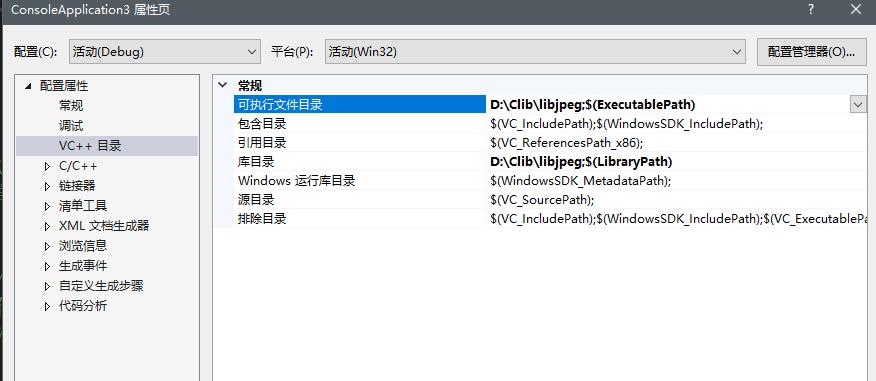 ConsoleApplication3 属性页
配置(C): 活动(Debug) 平台(P): 活动(Win32) 配置管理器(O)...
配置属性
常规
调试
VC++ 目录
C/C++
链接器
清单工具
XML 文档生成器
浏览信息
生成事件
自定义生成步骤
代码分析
常规
可执行文件目录 D:\Clib\libjpeg;$(ExecutablePath)
包含目录 $(VC_IncludePath);$(WindowsSDK_IncludePath);
引用目录 $(VC_ReferencesPath_x86);
库目录 D:\Clib\libjpeg;$(LibraryPath)
Windows 运行库目录 $(WindowsSDK_MetadataPath);
源目录 $(VC_SourcePath);
排除目录 $(VC_IncludePath);$(WindowsSDK_IncludePath);$(VC_ExecutablePa